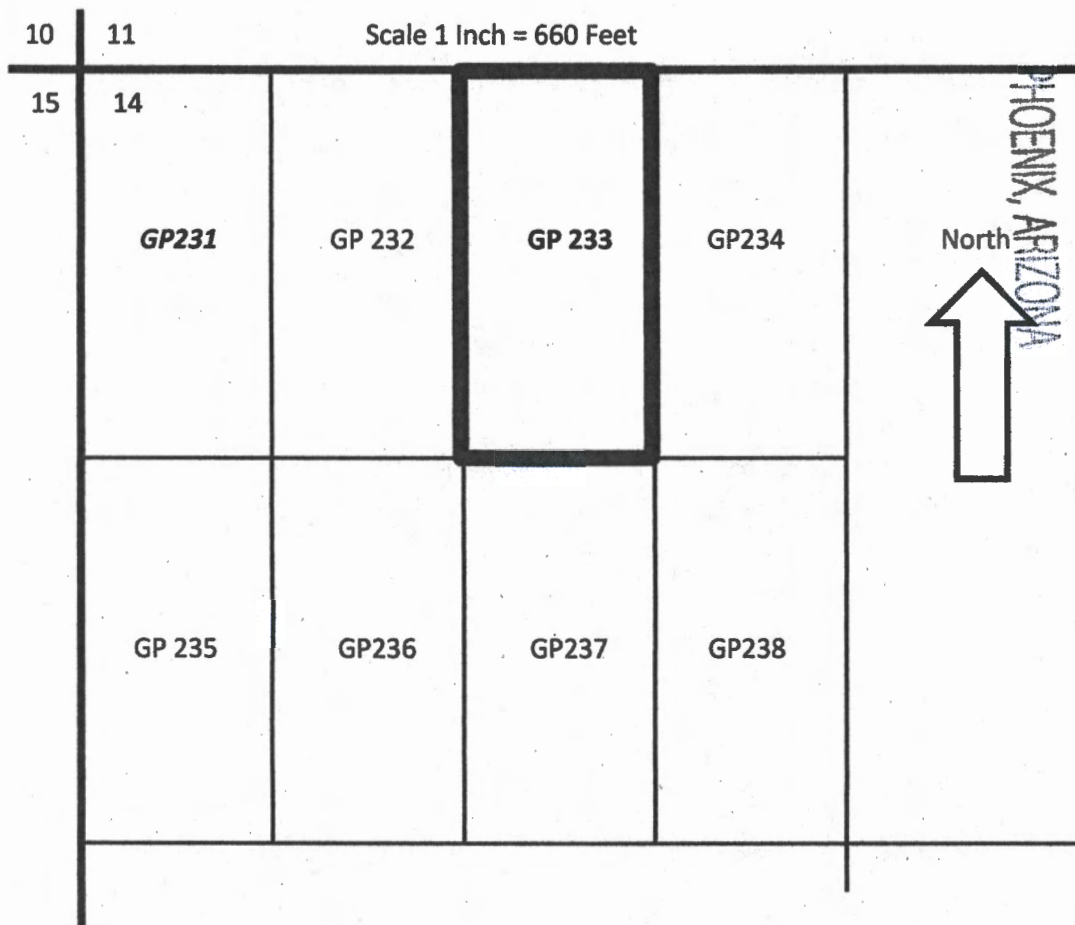 10 11 Scale 1 Inch = 660 Feet
15 14
GP231 GP 232 GP 233 GP234 North
PHOENIX, ARIZONA
GP 235 GP236 GP237 GP238